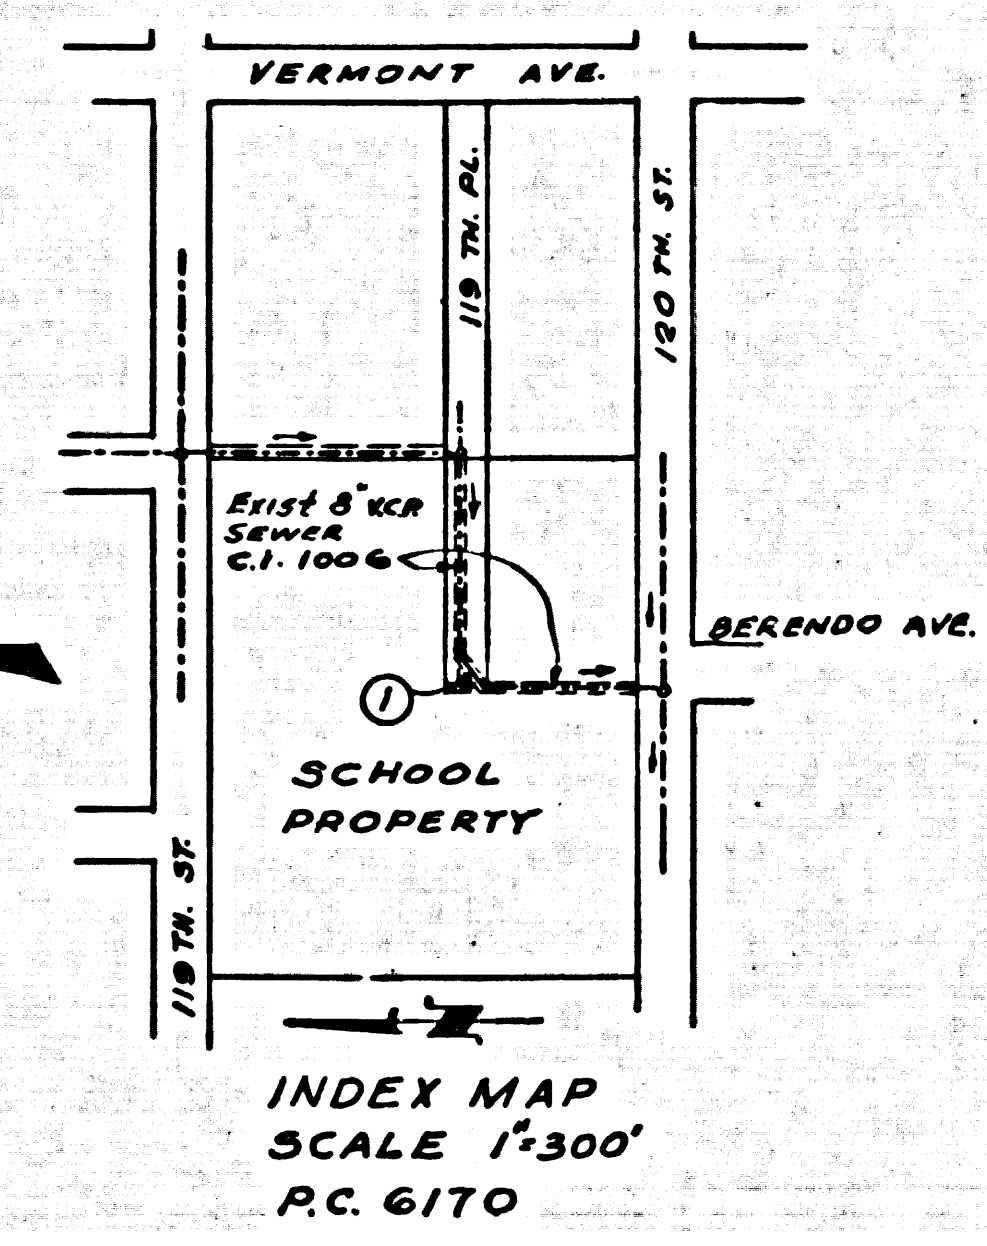 VERMONT AVE.
119 TH. PL.
120 TH. ST.
Exist 8" V.C.P.
SEWER
C.I. 1006
BERENDO AVE.
1
SCHOOL
PROPERTY
119 TH. ST.
INDEX MAP
SCALE 1"=300'
P.C. 6170